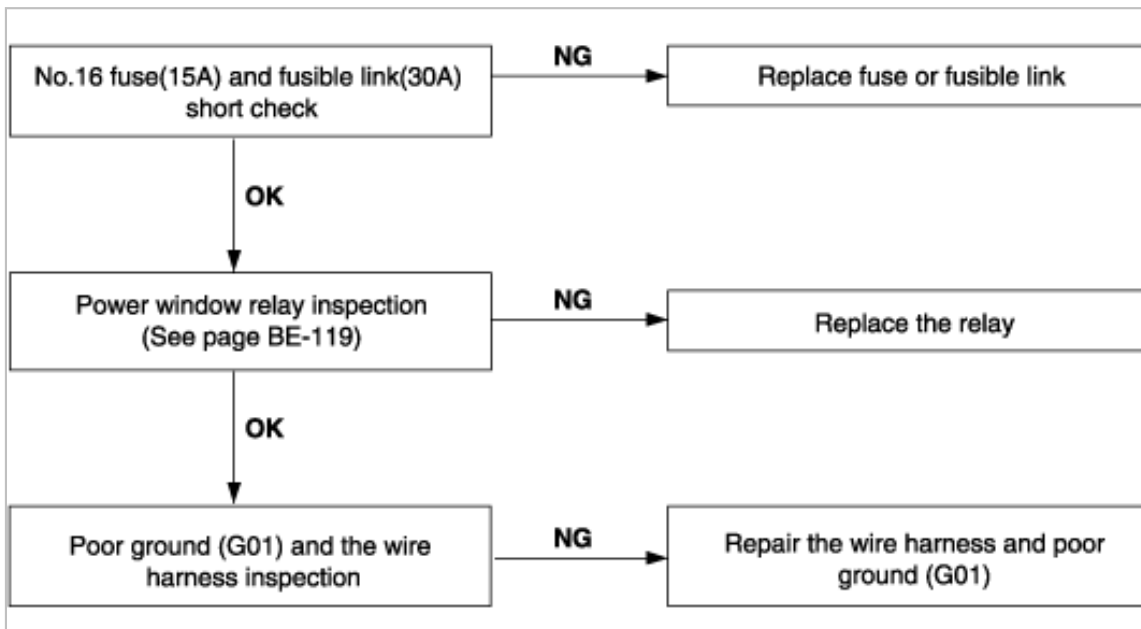 No.16 fuse(15A) and fusible link(30A)
short check
NG
Replace fuse or fusible link
OK
Power window relay inspection
(See page BE-119)
NG
Replace the relay
OK
Poor ground (G01) and the wire
harness inspection
NG
Repair the wire harness and poor
ground (G01)